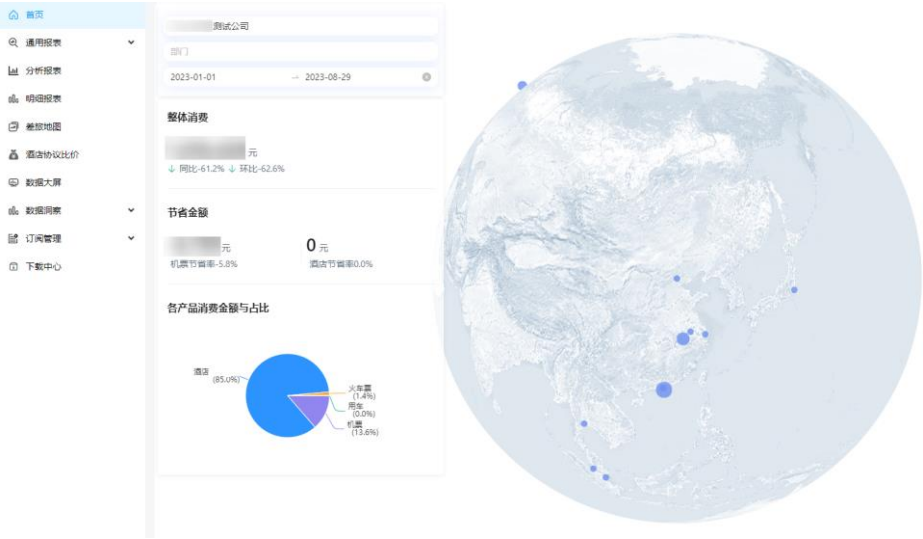 首页
通用报表
分析报表
明细报表
差旅地图
酒店协议比价
数据大屏
数据洞察
订阅管理
下载中心
测试公司
部门
2023-01-01 → 2023-08-29
整体消费
元
↓ 同比-61.2% ↓ 环比-62.6%
节省金额
元 0 元
机票节省率-5.8% 酒店节省率0.0%
各产品消费金额与占比
酒店
(85.0%)
火车票
(1.4%)
用车
(0.0%)
机票
(13.6%)